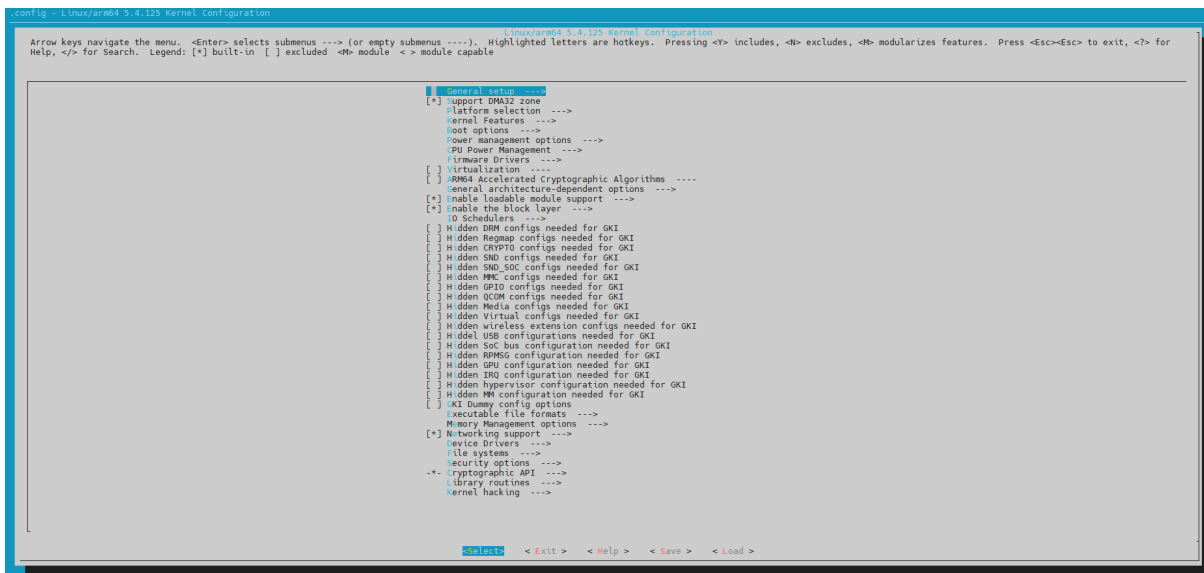 .config - Linux/arm64 5.4.125 Kernel Configuration
Linux/arm64 5.4.125 Kernel Configuration
Arrow keys navigate the menu. <Enter> selects submenus ---> (or empty submenus ----). Highlighted letters are hotkeys. Pressing <Y> includes, <N> excludes, <M> modularizes features. Press <Esc><Esc> to exit, <?> for
Help, </> for Search. Legend: [*] built-in [ ] excluded <M> module < > module capable
General setup --->
[*] Support DMA32 zone
Platform selection --->
Kernel Features --->
Boot options --->
Power management options --->
CPU Power Management --->
Firmware Drivers --->
[ ] Virtualization ----
[ ] ARM64 Accelerated Cryptographic Algorithms ----
General architecture-dependent options --->
[*] Enable loadable module support --->
[*] Enable the block layer --->
IO Schedulers --->
[ ] Hidden DRM configs needed for GKI
[ ] Hidden Regmap configs needed for GKI
[ ] Hidden CRYPTO configs needed for GKI
[ ] Hidden SND configs needed for GKI
[ ] Hidden SND_SOC configs needed for GKI
[ ] Hidden MMC configs needed for GKI
[ ] Hidden GPIO configs needed for GKI
[ ] Hidden QCOM configs needed for GKI
[ ] Hidden Media configs needed for GKI
[ ] Hidden Virtual configs needed for GKI
[ ] Hidden wireless extension configs needed for GKI
[ ] Hiddel USB configurations needed for GKI
[ ] Hidden SoC bus configuration needed for GKI
[ ] Hidden RPMSG configuration needed for GKI
[ ] Hidden GPU configuration needed for GKI
[ ] Hidden IRQ configuration needed for GKI
[ ] Hidden hypervisor configuration needed for GKI
[ ] Hidden MM configuration needed for GKI
[ ] GKI Dummy config options
Executable file formats --->
Memory Management options --->
[*] Networking support --->
Device Drivers --->
File systems --->
Security options --->
-*- Cryptographic API --->
Library routines --->
Kernel hacking --->
<Select> < Exit > < Help > < Save > < Load >